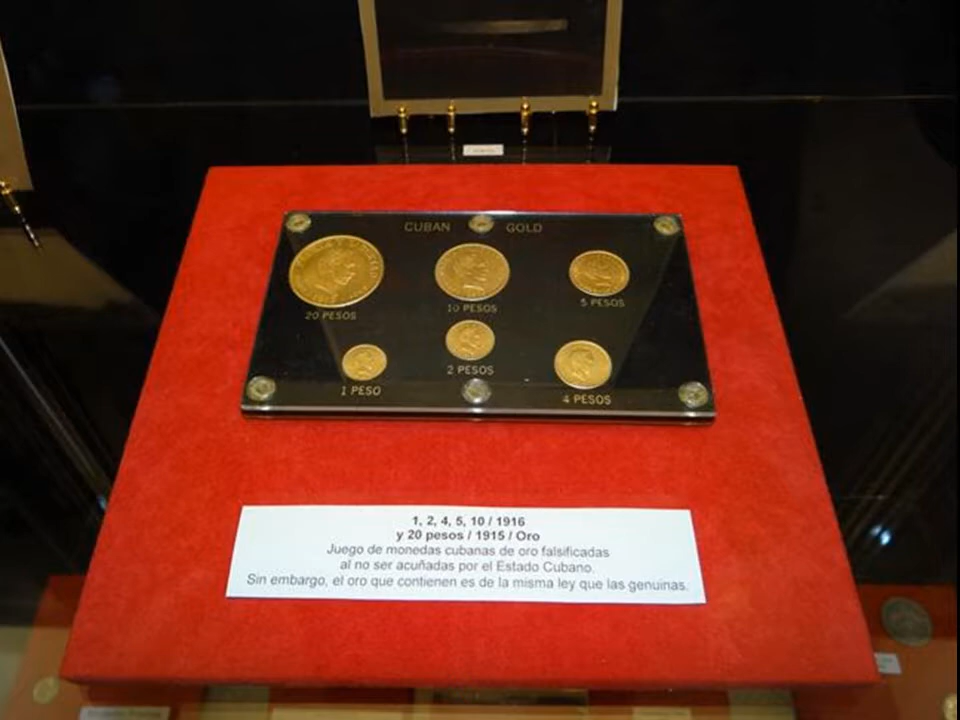 CUBAN GOLD
20 PESOS
10 PESOS
5 PESOS
1 PESO
2 PESOS
4 PESOS
1, 2, 4, 5, 10 / 1916
y 20 pesos / 1915 / Oro
Juego de monedas cubanas de oro falsificadas
al no ser acuñadas por el Estado Cubano.
Sin embargo, el oro que contienen es de la misma ley que las genuinas.